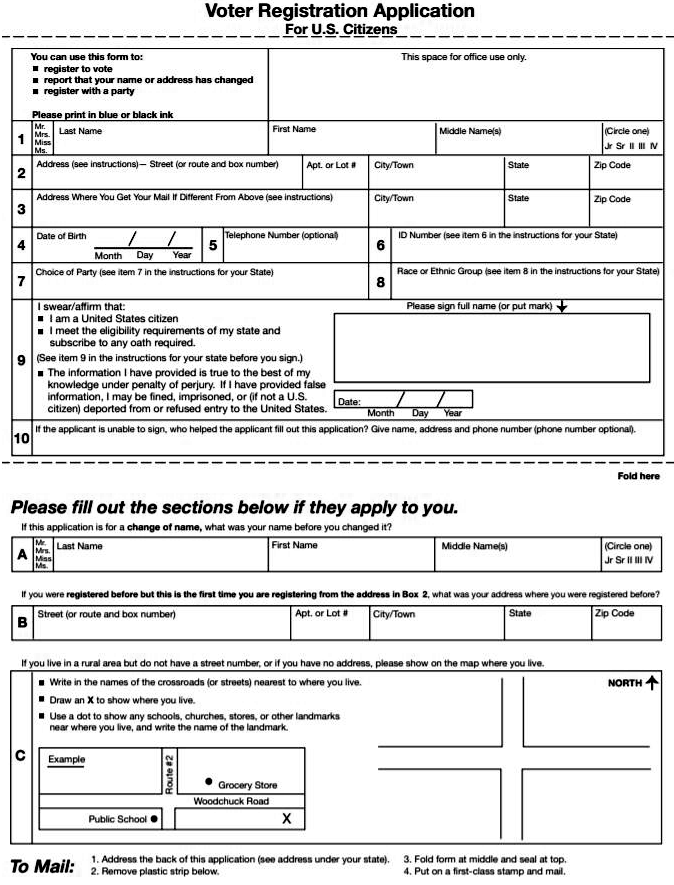 Voter Registration Application
For U.S. Citizens
You can use this form to:
■ register to vote
■ report that your name or address has changed
■ register with a party
Please print in blue or black ink
This space for office use only.
1
Mr.
Mrs.
Miss
Ms.
Last Name
First Name
Middle Name(s)
(Circle one)
Jr Sr II III IV
2
Address (see instructions)— Street (or route and box number)
Apt. or Lot #
City/Town
State
Zip Code
3
Address Where You Get Your Mail If Different From Above (see instructions)
City/Town
State
Zip Code
4
Date of Birth
/ /
Month Day Year
5
Telephone Number (optional)
6
ID Number (see item 6 in the instructions for your State)
7
Choice of Party (see item 7 in the instructions for your State)
8
Race or Ethnic Group (see item 8 in the instructions for your State)
9
I swear/affirm that:
■ I am a United States citizen
■ I meet the eligibility requirements of my state and
subscribe to any oath required.
(See item 9 in the instructions for your state before you sign.)
■ The information I have provided is true to the best of my
knowledge under penalty of perjury. If I have provided false
information, I may be fined, imprisoned, or (if not a U.S.
citizen) deported from or refused entry to the United States.
Please sign full name (or put mark)
Date: / /
Month Day Year
10
If the applicant is unable to sign, who helped the applicant fill out this application? Give name, address and phone number (phone number optional).
Fold here
Please fill out the sections below if they apply to you.
If this application is for a change of name, what was your name before you changed it?
A
Mr.
Mrs.
Miss
Ms.
Last Name
First Name
Middle Name(s)
(Circle one)
Jr Sr II III IV
If you were registered before but this is the first time you are registering from the address in Box 2, what was your address where you were registered before?
B
Street (or route and box number)
Apt. or Lot #
City/Town
State
Zip Code
If you live in a rural area but do not have a street number, or if you have no address, please show on the map where you live.
C
■ Write in the names of the crossroads (or streets) nearest to where you live.
■ Draw an X to show where you live.
■ Use a dot to show any schools, churches, stores, or other landmarks
near where you live, and write the name of the landmark.
NORTH
Example
Route #2
Grocery Store
Woodchuck Road
Public School
X
To Mail:
1. Address the back of this application (see address under your state).
2. Remove plastic strip below.
3. Fold form at middle and seal at top.
4. Put on a first-class stamp and mail.